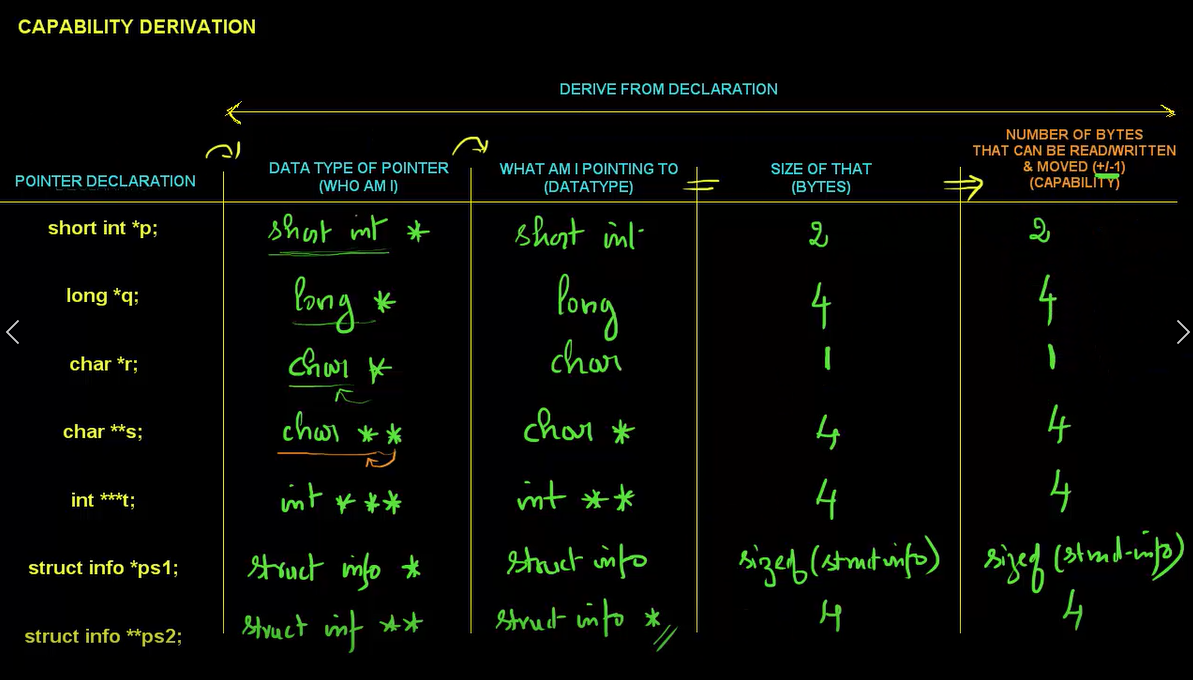 CAPABILITY DERIVATION
DERIVE FROM DECLARATION
POINTER DECLARATION
DATA TYPE OF POINTER
(WHO AM I)
WHAT AM I POINTING TO
(DATATYPE)
SIZE OF THAT
(BYTES)
NUMBER OF BYTES
THAT CAN BE READ/WRITTEN
& MOVED (+/-1)
(CAPABILITY)
short int *p; short int * short int 2 2
long *q; long * long 4 4
char *r; char * char 1 1
char **s; char ** char * 4 4
int ***t; int *** int ** 4 4
struct info *ps1; struct info * struct info sizeof (struct info) sizeof (struct info)
struct info **ps2; struct inf ** struct info * 4 4